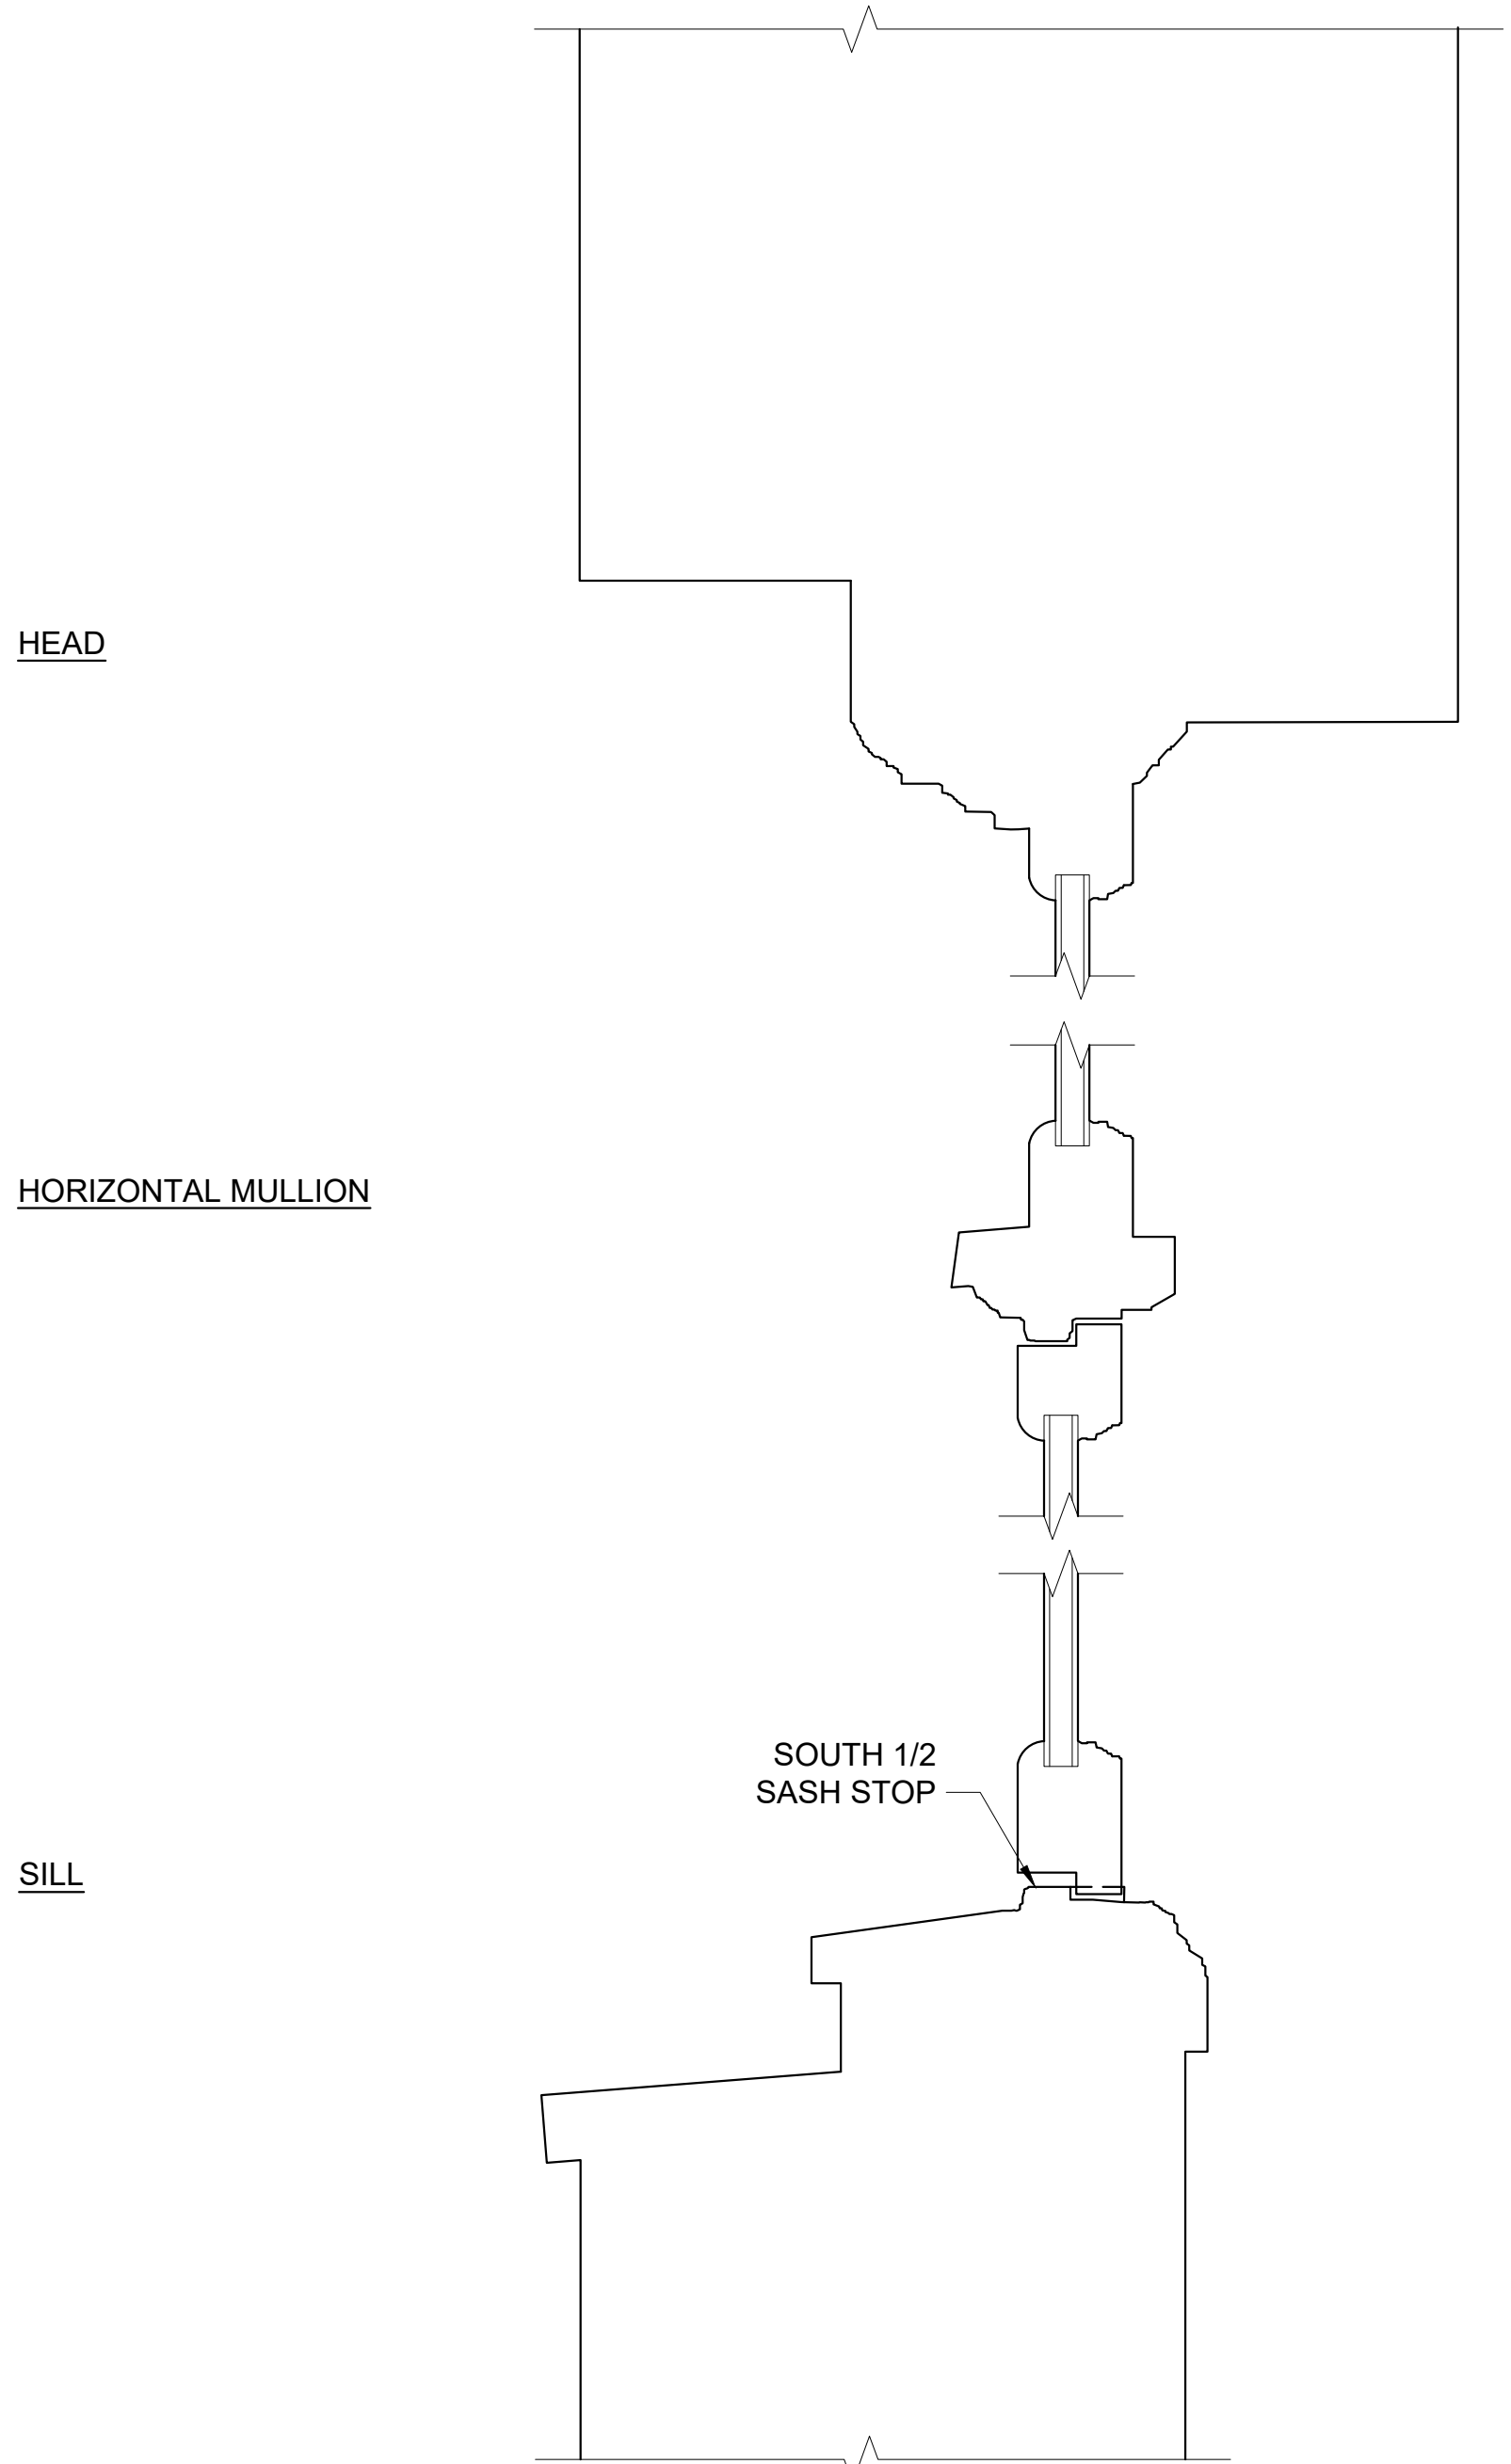 HEAD
HORIZONTAL MULLION
SOUTH 1/2
SASH STOP
SILL